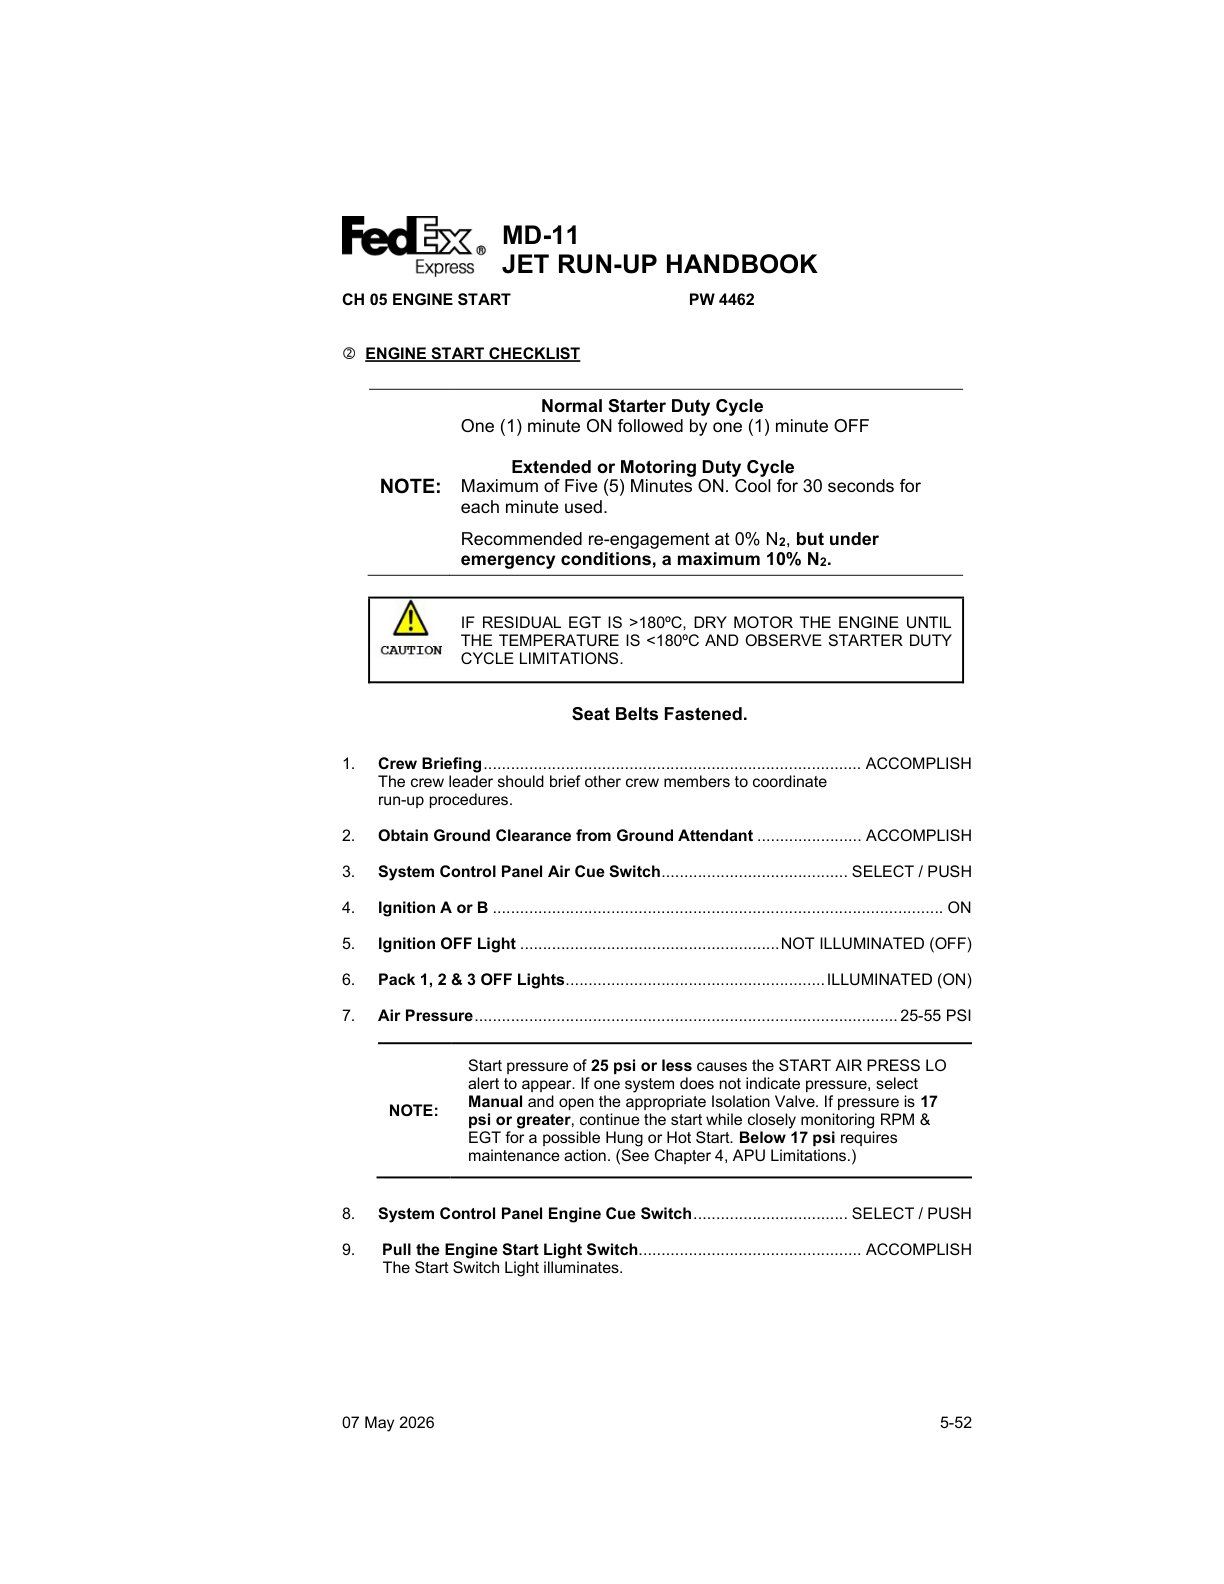 FedEx® Express
MD-11
JET RUN-UP HANDBOOK
CH 05 ENGINE START PW 4462
② ENGINE START CHECKLIST
Normal Starter Duty Cycle
One (1) minute ON followed by one (1) minute OFF
Extended or Motoring Duty Cycle
NOTE: Maximum of Five (5) Minutes ON. Cool for 30 seconds for
each minute used.
Recommended re-engagement at 0% N2, but under
emergency conditions, a maximum 10% N2.
CAUTION
IF RESIDUAL EGT IS >180ºC, DRY MOTOR THE ENGINE UNTIL
THE TEMPERATURE IS <180ºC AND OBSERVE STARTER DUTY
CYCLE LIMITATIONS.
Seat Belts Fastened.
1. Crew Briefing.................................................................................... ACCOMPLISH
The crew leader should brief other crew members to coordinate
run-up procedures.
2. Obtain Ground Clearance from Ground Attendant ....................... ACCOMPLISH
3. System Control Panel Air Cue Switch......................................... SELECT / PUSH
4. Ignition A or B ................................................................................................... ON
5. Ignition OFF Light .........................................................NOT ILLUMINATED (OFF)
6. Pack 1, 2 & 3 OFF Lights.........................................................ILLUMINATED (ON)
7. Air Pressure.............................................................................................25-55 PSI
NOTE:
Start pressure of 25 psi or less causes the START AIR PRESS LO
alert to appear. If one system does not indicate pressure, select
Manual and open the appropriate Isolation Valve. If pressure is 17
psi or greater, continue the start while closely monitoring RPM &
EGT for a possible Hung or Hot Start. Below 17 psi requires
maintenance action. (See Chapter 4, APU Limitations.)
8. System Control Panel Engine Cue Switch.................................. SELECT / PUSH
9. Pull the Engine Start Light Switch................................................. ACCOMPLISH
The Start Switch Light illuminates.
07 May 2026 5-52